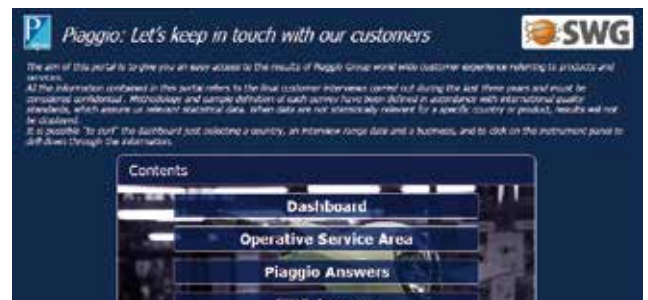 Piaggio: Let's keep in touch with our customers
SWG
The aim of this portal is to give you an easy access to the results of Piaggio Group world wide customer experience referring to products and
services.
All the information contained in this portal refers to the final customer interviews carried out during the last three years and must be
considered confidential. Methodology and sample definition of each survey have been defined in accordance with international quality
standards, which assure us relevant statistical data. When data are not statistically relevant for a specific country or product, results will not
be displayed.
It is possible "to surf" the dashboard just selecting a country, an interview range date and a business, and to click on the instrument panel to
drill down through the information.
Contents
Dashboard
Operative Service Area
Piaggio Answers